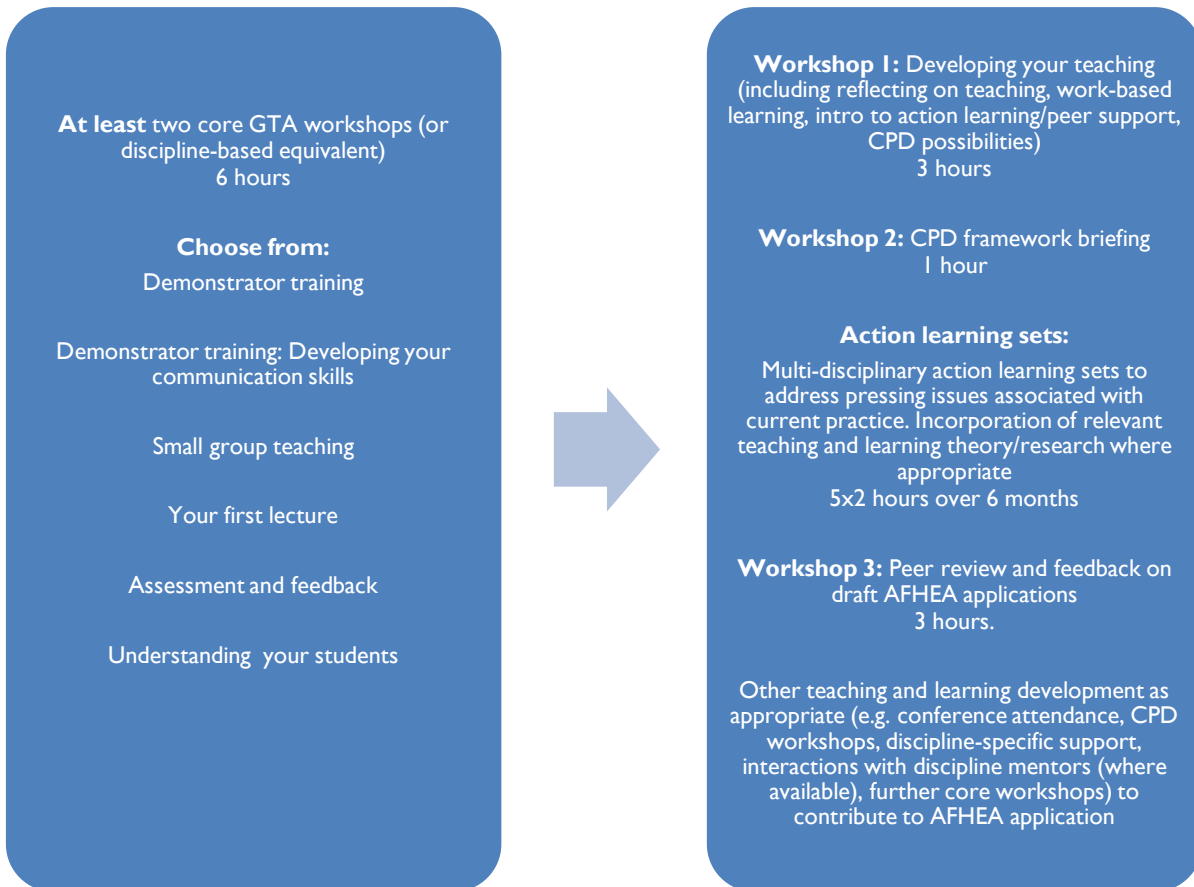 At least two core GTA workshops (or
discipline-based equivalent)
6 hours
Choose from:
Demonstrator training
Demonstrator training: Developing your
communication skills
Small group teaching
Your first lecture
Assessment and feedback
Understanding your students
Workshop 1: Developing your teaching
(including reflecting on teaching, work-based
learning, intro to action learning/peer support,
CPD possibilities)
3 hours
Workshop 2: CPD framework briefing
1 hour
Action learning sets:
Multi-disciplinary action learning sets to
address pressing issues associated with
current practice. Incorporation of relevant
teaching and learning theory/research where
appropriate
5x2 hours over 6 months
Workshop 3: Peer review and feedback on
draft AFHEA applications
3 hours.
Other teaching and learning development as
appropriate (e.g. conference attendance, CPD
workshops, discipline-specific support,
interactions with discipline mentors (where
available), further core workshops) to
contribute to AFHEA application